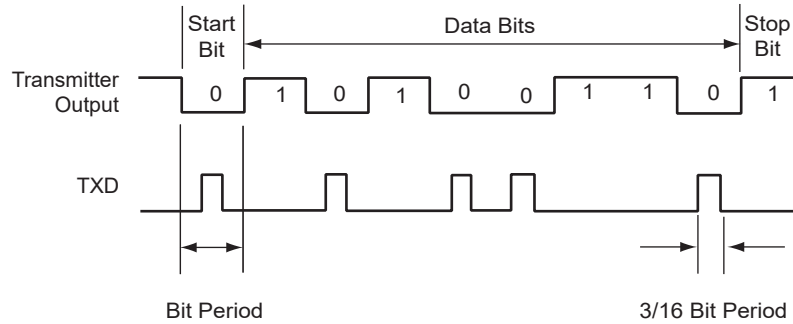 Start
Bit
Data Bits
Stop
Bit
Transmitter
Output
0 1 0 1 0 0 1 1 0 1
TXD
Bit Period
3/16 Bit Period